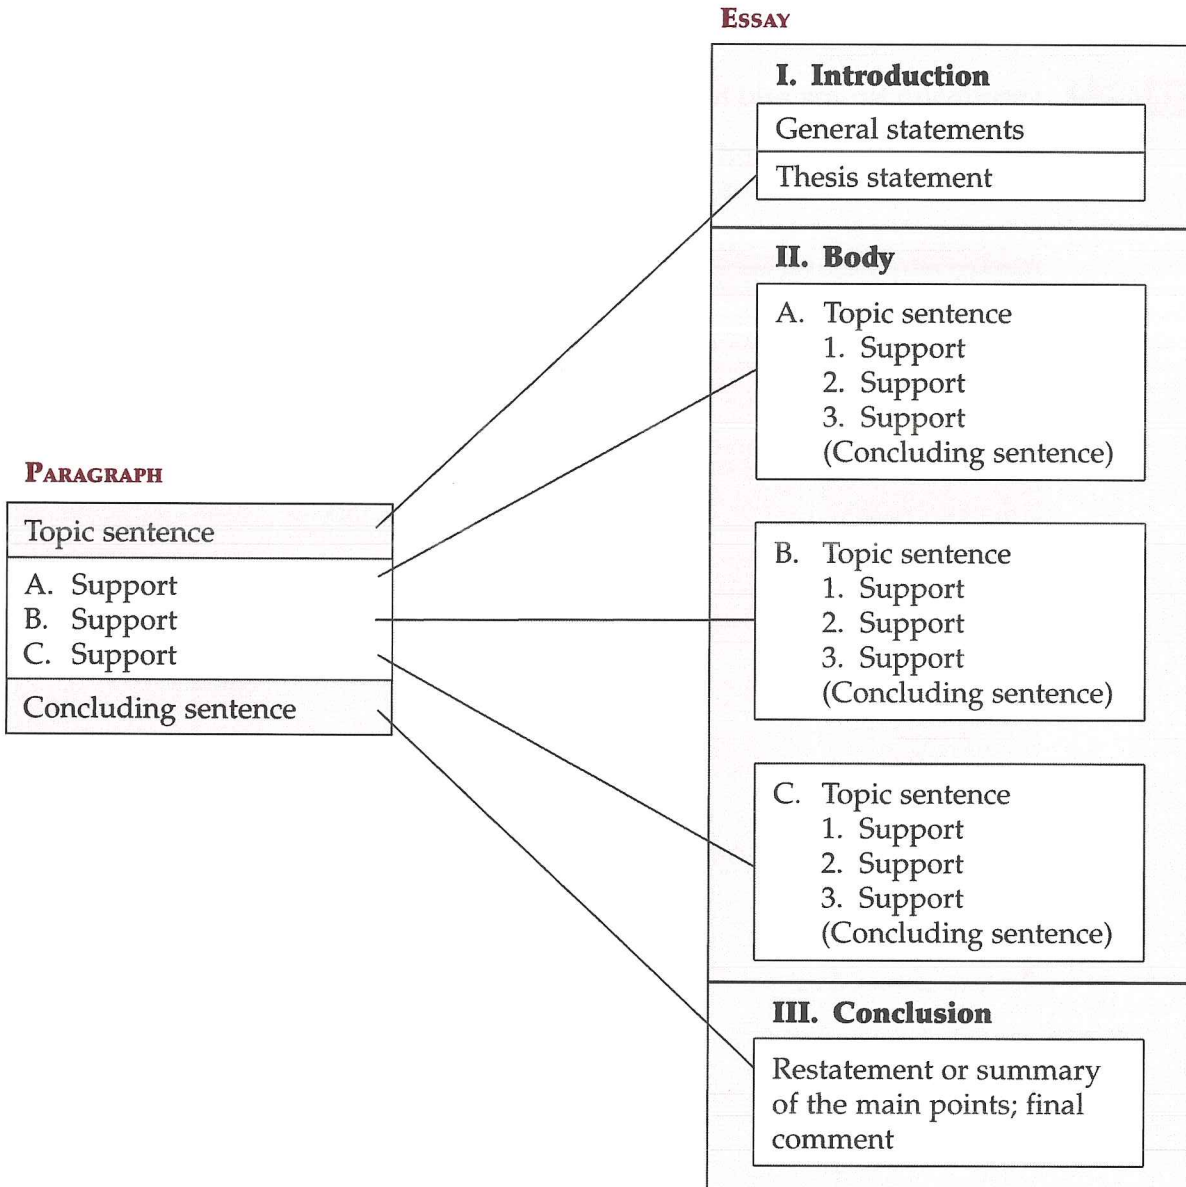 ESSAY
I. Introduction
General statements
Thesis statement
II. Body
A. Topic sentence
1. Support
2. Support
3. Support
(Concluding sentence)
B. Topic sentence
1. Support
2. Support
3. Support
(Concluding sentence)
C. Topic sentence
1. Support
2. Support
3. Support
(Concluding sentence)
III. Conclusion
Restatement or summary
of the main points; final
comment
PARAGRAPH
Topic sentence
A. Support
B. Support
C. Support
Concluding sentence